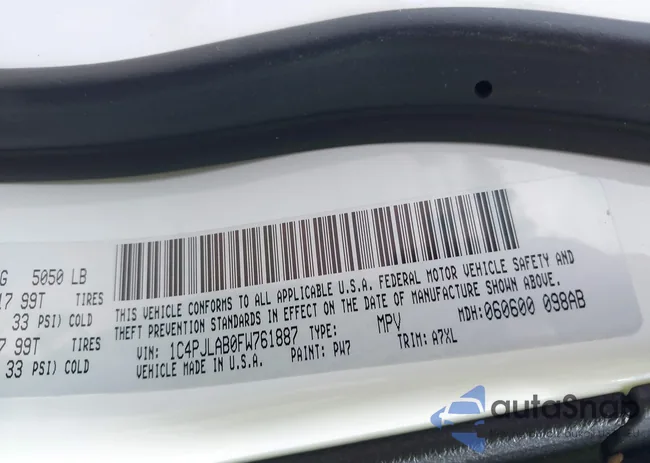 G 5050 LB
17 99T TIRES
33 PSI) COLD
7 99T TIRES
33 PSI) COLD
THIS VEHICLE CONFORMS TO ALL APPLICABLE U.S.A. FEDERAL MOTOR VEHICLE SAFETY AND
THEFT PREVENTION STANDARDS IN EFFECT ON THE DATE OF MANUFACTURE SHOWN ABOVE.
VIN: 1C4PJLAB0FW761887 TYPE: MPV MDH: 060600 098AB
VEHICLE MADE IN U.S.A. PAINT: PW7 TRIM: A7XL
autoSnab